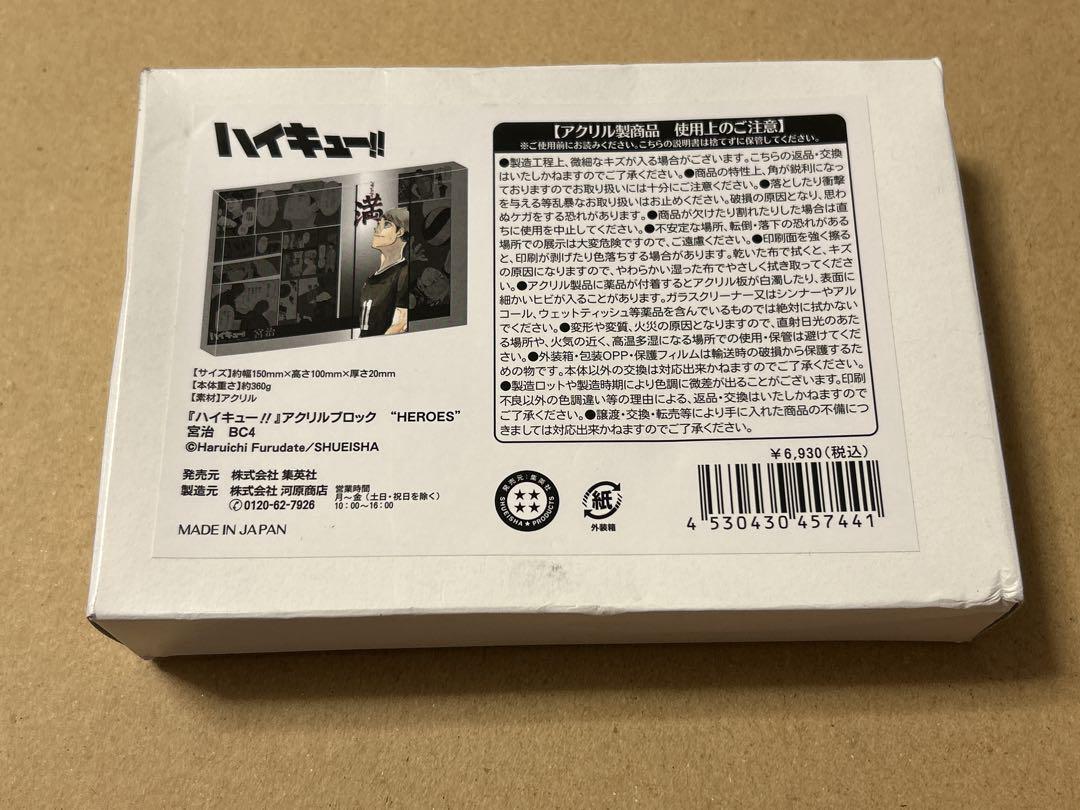 ハイキュー!!
満
宮治
【サイズ】約幅150mm×高さ100mm×厚さ20mm
【本体重さ】約360g
【素材】アクリル
『ハイキュー!!』アクリルブロック “HEROES”
宮治 BC4
©Haruichi Furudate/SHUEISHA
発売元 株式会社 集英社
製造元 株式会社 河原商店
0120-62-7926
営業時間
月～金(土日・祝日を除く)
10:00～16:00
MADE IN JAPAN
【アクリル製商品 使用上のご注意】
※ご使用前にお読みください。こちらの説明書は捨てずに保管してください。
●製造工程上、微細なキズが入る場合がございます。こちらの返品・交換
はいたしかねますのでご了承ください。●商品の特性上、角が鋭利になっ
ておりますのでお取り扱いには十分にご注意ください。●落としたり衝撃
を与える等乱暴なお取り扱いはお止めください。破損の原因となり、思わ
ぬケガをする恐れがあります。●商品が欠けたり割れたりした場合は直
ちに使用を中止してください。●不安定な場所、転倒・落下の恐れがある
場所での展示は大変危険ですので、ご遠慮ください。●印刷面を強く擦る
と、印刷が剥げたり色落ちする場合があります。乾いた布で拭くと、キズ
の原因になりますので、やわらかい湿った布でやさしく拭き取ってくださ
い。●アクリル製品に薬品が付着するとアクリル板が白濁したり、表面に
細かいヒビが入ることがあります。ガラスクリーナー又はシンナーやアル
コール、ウェットティッシュ等薬品を含んでいるものでは絶対に拭かない
でください。●変形や変質、火災の原因となりますので、直射日光のあた
る場所や、火気の近く、高温多湿になる場所での使用・保管は避けてくださ
い。●外装箱・包装OPP・保護フィルムは輸送時の破損から保護するた
めの物です。本体以外の交換は対応出来かねますのでご了承ください。
●製造ロットや製造時期により色調に微差が出ることがございます。印刷
不良以外の色調違い等の理由による、返品・交換はいたしかねますので
ご了承ください。●譲渡・交換・転売等により手に入れた商品の不備につ
きましては対応出来かねますのでご了承ください。
￥6,930(税込)
発売元:集英社
SHUEISHA★PRODUCTS
紙
外装箱
4 530430 457441